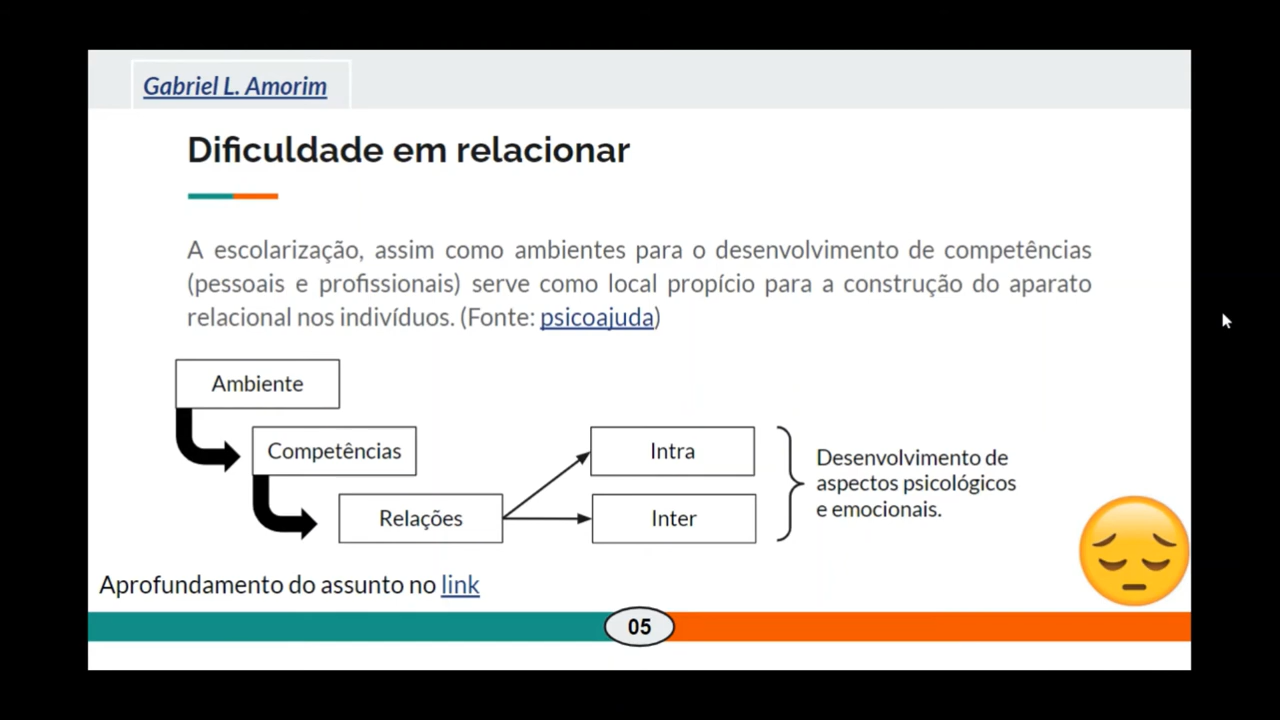 Gabriel L. Amorim
Dificuldade em relacionar
A escolarização, assim como ambientes para o desenvolvimento de competências
(pessoais e profissionais) serve como local propício para a construção do aparato
relacional nos indivíduos. (Fonte: psicoajuda)
Ambiente
Competências
Relações
Intra
Inter
Desenvolvimento de
aspectos psicológicos
e emocionais.
Aprofundamento do assunto no link
05